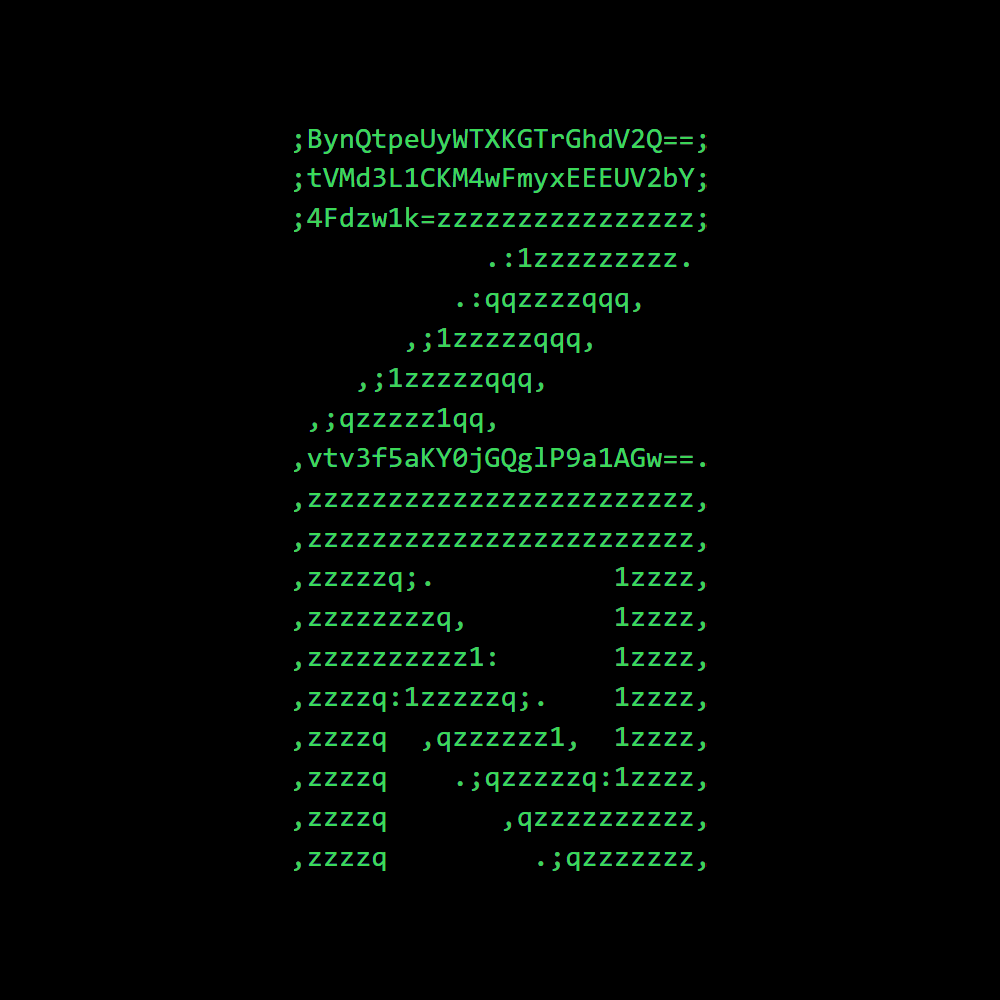 ;BynQtpeUyWTXKGTrGhdV2Q==;
;tVMd3L1CKM4wFmyxEEEUV2bY;
;4Fdzw1k=zzzzzzzzzzzzzzzz;
            .:1zzzzzzzzz.
          .:qqzzzzqqq,
       ,;1zzzzzqqq,
    ,;1zzzzzqqq,
 ,;qzzzzz1qq,
,vtv3f5aKY0jGQglP9a1AGw==.
,zzzzzzzzzzzzzzzzzzzzzzzz,
,zzzzzzzzzzzzzzzzzzzzzzzz,
,zzzzzq;.           1zzzz,
,zzzzzzzzq,         1zzzz,
,zzzzzzzzzz1:       1zzzz,
,zzzzq:1zzzzzq;.    1zzzz,
,zzzzq  ,qzzzzzz1,  1zzzz,
,zzzzq    .;qzzzzzq:1zzzz,
,zzzzq       ,qzzzzzzzzzz,
,zzzzq         .;qzzzzzzz,